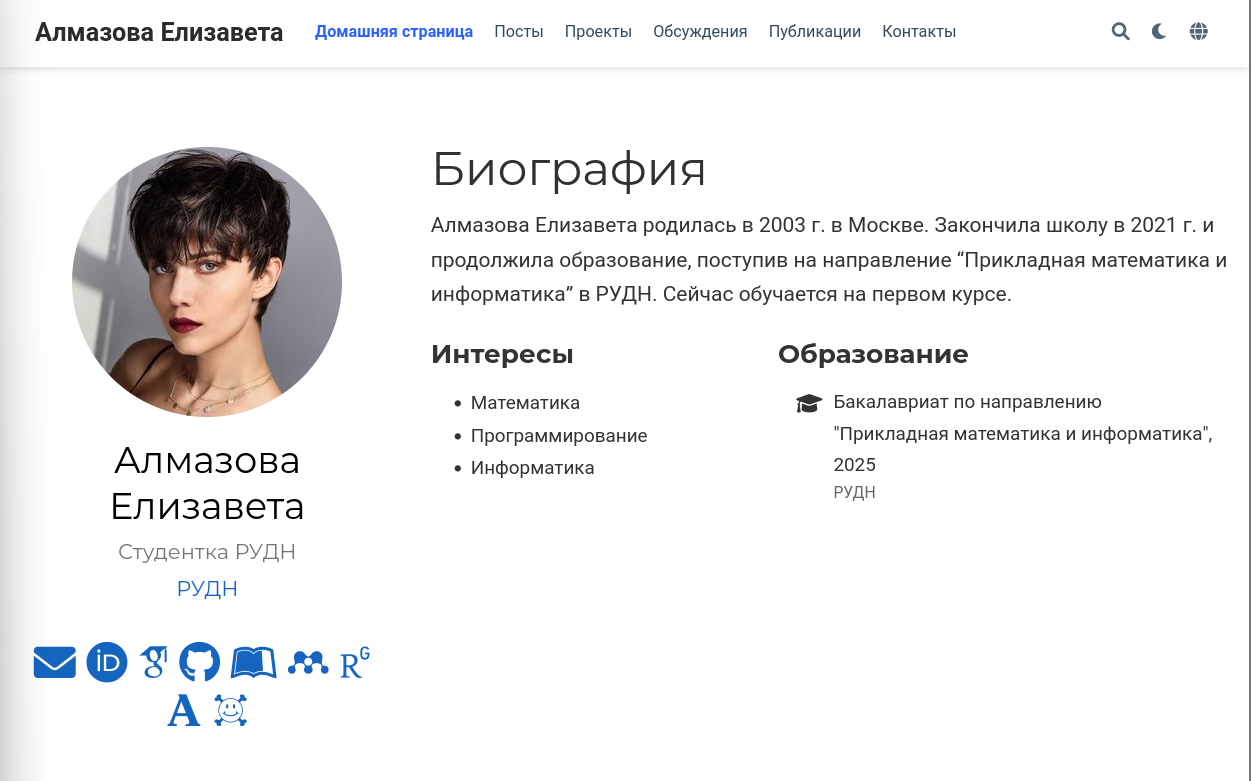 Алмазова Елизавета
Домашняя страница Посты Проекты Обсуждения Публикации Контакты
Биография
Алмазова Елизавета родилась в 2003 г. в Москве. Закончила школу в 2021 г. и
продолжила образование, поступив на направление “Прикладная математика и
информатика” в РУДН. Сейчас обучается на первом курсе.
Интересы
Математика
Программирование
Информатика
Образование
Бакалавриат по направлению
"Прикладная математика и информатика",
2025
РУДН
Алмазова
Елизавета
Студентка РУДН
РУДН